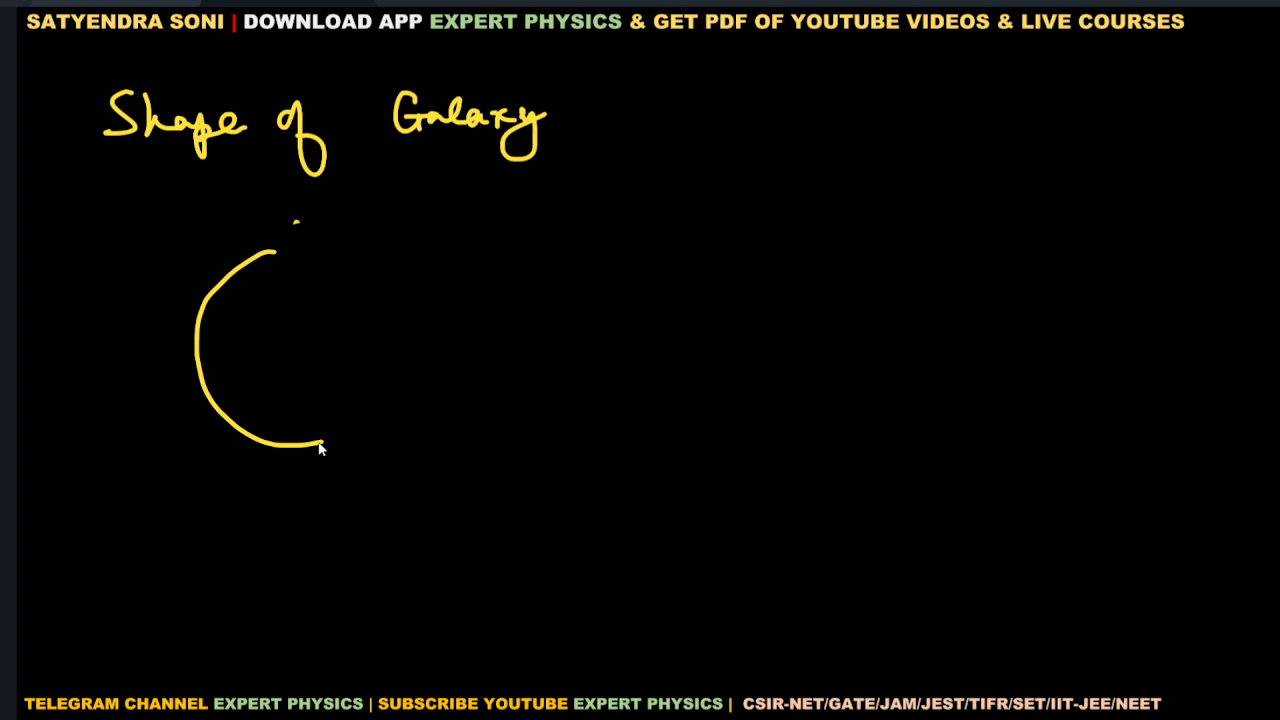 SATYENDRA SONI | DOWNLOAD APP EXPERT PHYSICS & GET PDF OF YOUTUBE VIDEOS & LIVE COURSES
Shape of Galaxy
TELEGRAM CHANNEL EXPERT PHYSICS | SUBSCRIBE YOUTUBE EXPERT PHYSICS | CSIR-NET/GATE/JAM/JEST/TIFR/SET/IIT-JEE/NEET